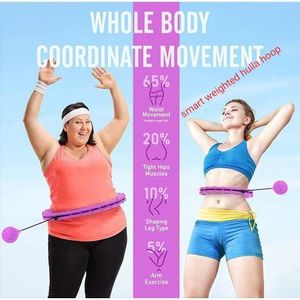 WHOLE BODY
COORDINATE MOVEMENT
smart weighted hulla hoop
65%
Waist
Movement
20%
Tight Hips
Muscles
10%
Shaping
Leg Type
5%
Arm
Exercise